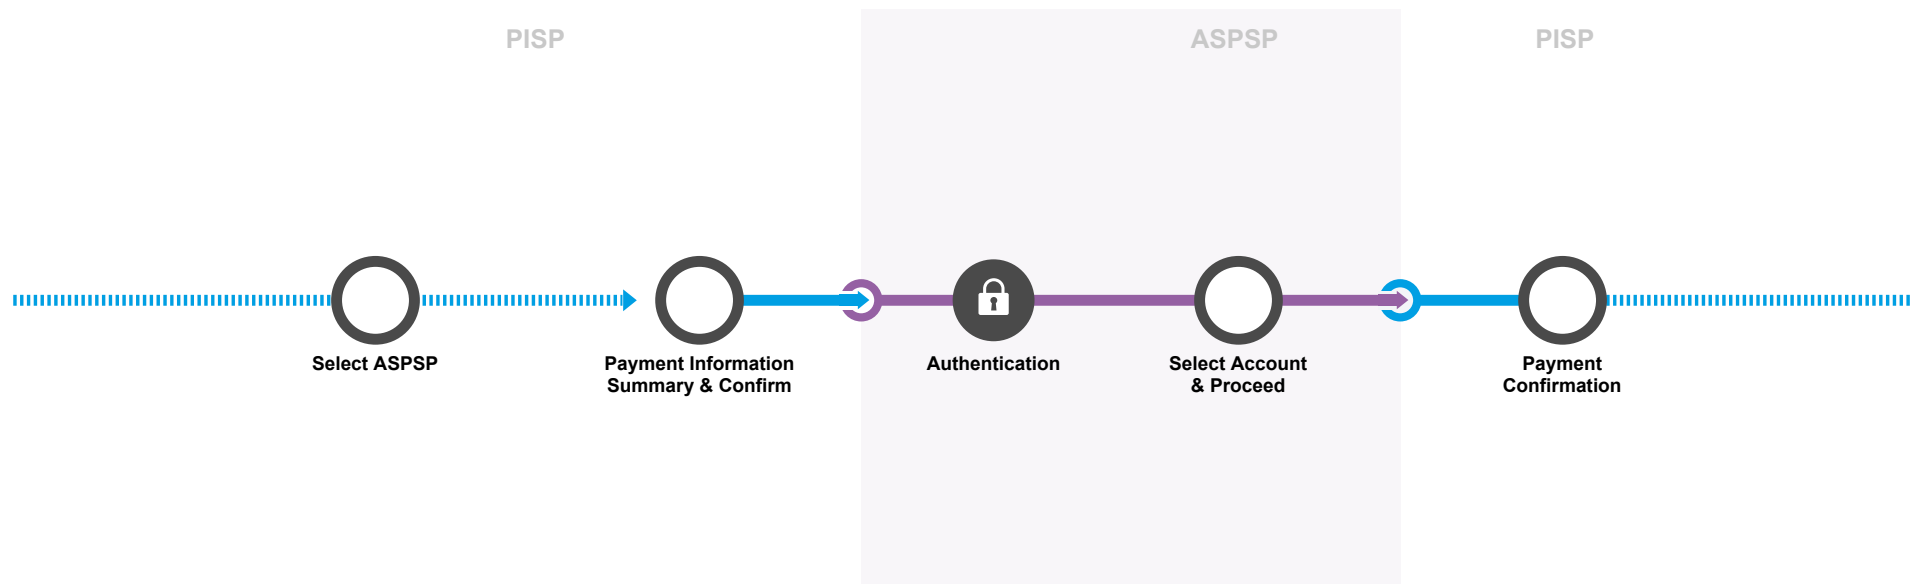 PISP
ASPSP
PISP
Select ASPSP
Payment Information
Summary & Confirm
Authentication
Select Account
& Proceed
Payment
Confirmation